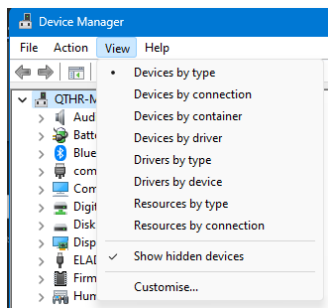 Device Manager
File Action View Help
Devices by type
QTHR-M
Devices by connection
Aud
Devices by container
Batt
Devices by driver
Blue
Drivers by type
com
Drivers by device
Com
Resources by type
Digit
Resources by connection
Disk
Disp
Show hidden devices
ELAD
Firm
Customise...
Hum